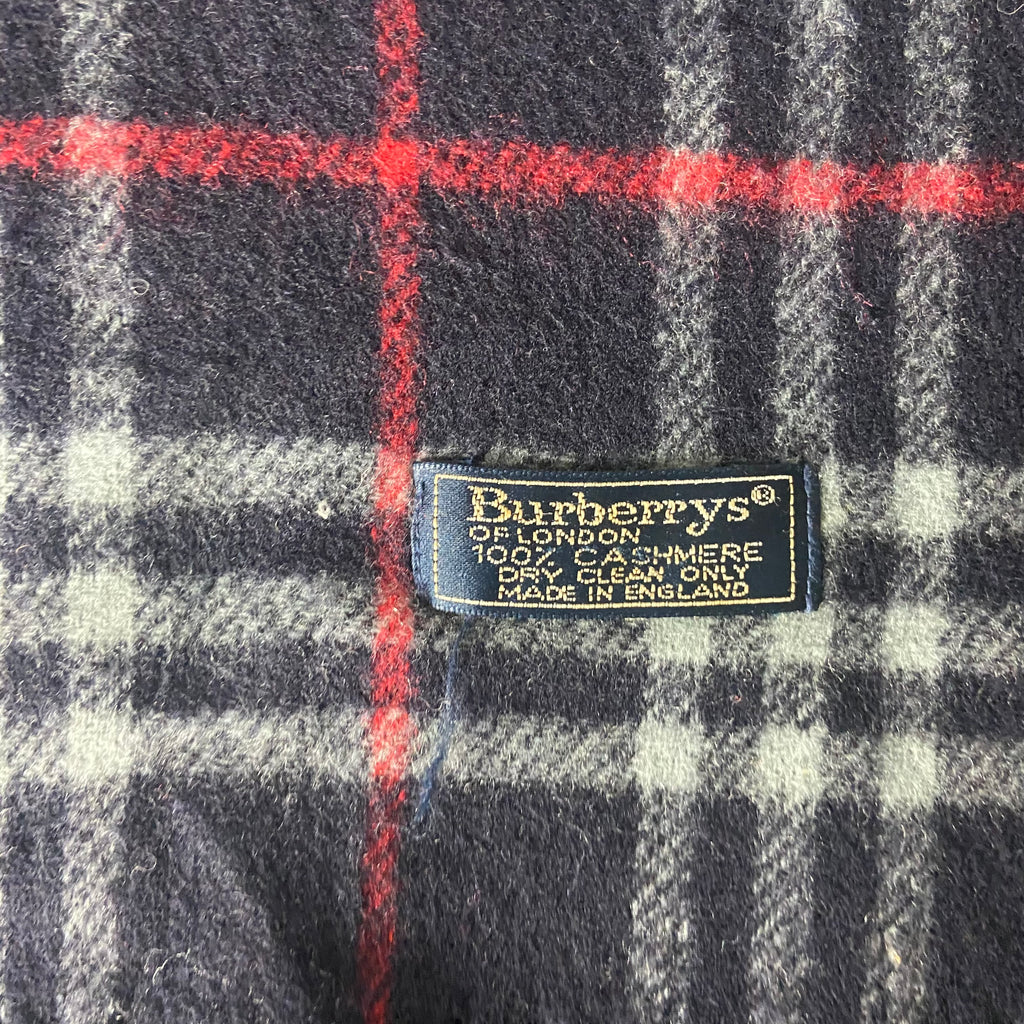 Burberrys®
OF LONDON
100% CASHMERE
DRY CLEAN ONLY
MADE IN ENGLAND